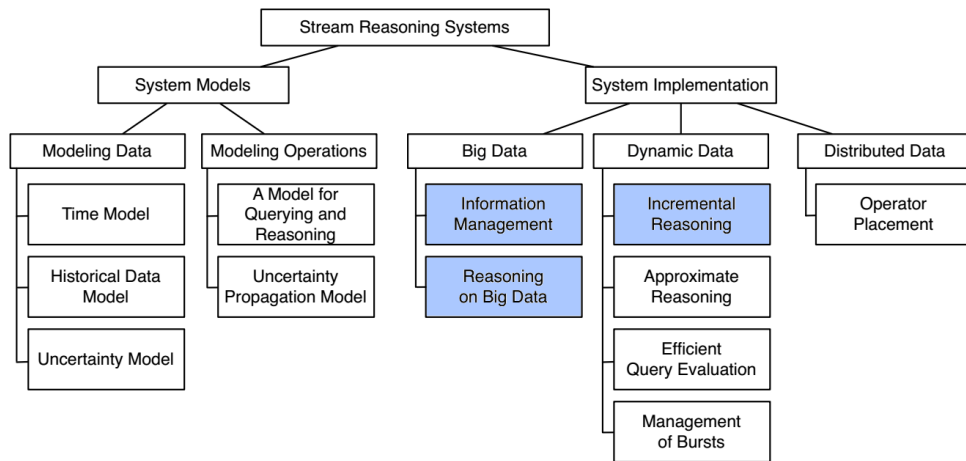 Stream Reasoning Systems
System Models
System Implementation
Modeling Data
Modeling Operations
Big Data
Dynamic Data
Distributed Data
Time Model
Historical Data
Model
Uncertainty Model
A Model for
Querying and
Reasoning
Uncertainty
Propagation Model
Information
Management
Reasoning
on Big Data
Incremental
Reasoning
Approximate
Reasoning
Efficient
Query Evaluation
Management
of Bursts
Operator
Placement